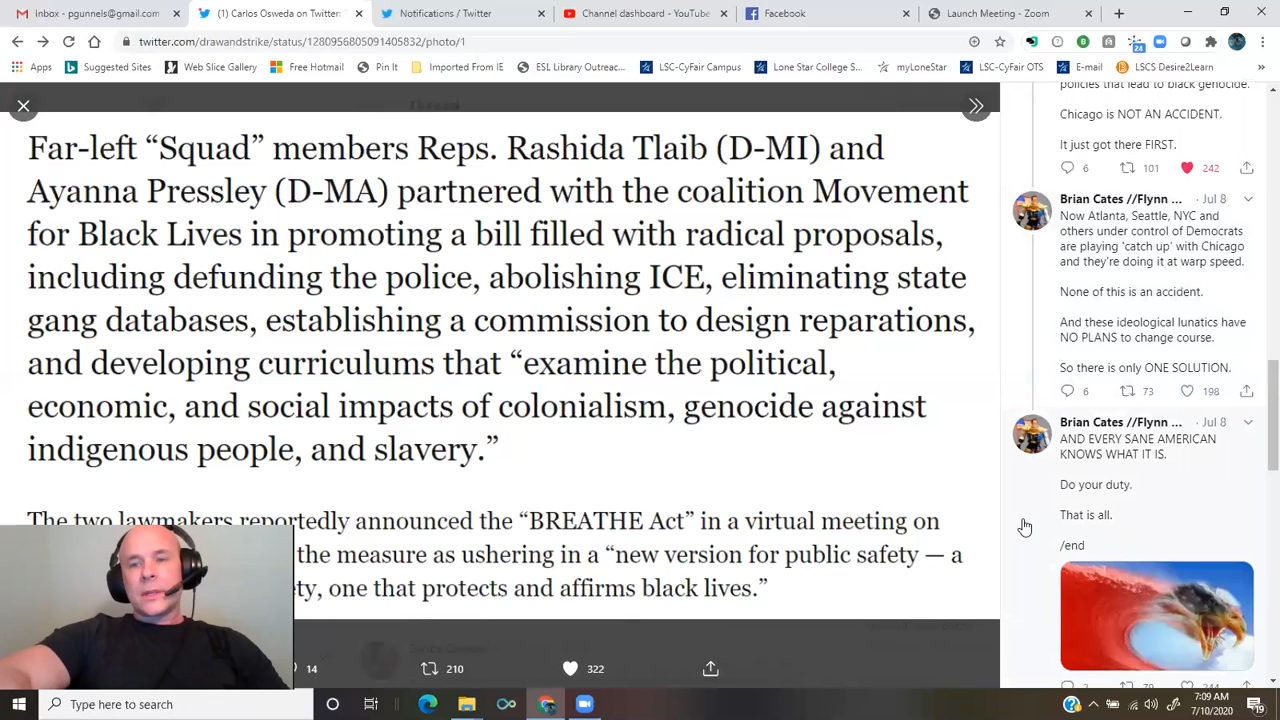 Inbox - pgunnels@gmail.com
(1) Carlos Osweda on Twitter:
Notifications / Twitter
Channel dashboard - YouTube
Facebook
Launch Meeting - Zoom
twitter.com/drawandstrike/status/1280956805091405832/photo/1
24
Apps
Suggested Sites
Web Slice Gallery
Free Hotmail
Pin It
Imported From IE
ESL Library Outreac...
LSC-CyFair Campus
Lone Star College S...
myLoneStar
LSC-CyFair OTS
E-mail
LSCS Desire2Learn
Thread
Far-left “Squad” members Reps. Rashida Tlaib (D-MI) and
Ayanna Pressley (D-MA) partnered with the coalition Movement
for Black Lives in promoting a bill filled with radical proposals,
including defunding the police, abolishing ICE, eliminating state
gang databases, establishing a commission to design reparations,
and developing curriculums that “examine the political,
economic, and social impacts of colonialism, genocide against
indigenous people, and slavery.”
The two lawmakers reportedly announced the “BREATHE Act” in a virtual meeting on
the measure as ushering in a “new version for public safety — a
ety, one that protects and affirms black lives.”
14
210
322
policies that lead to black genocide.
Chicago is NOT AN ACCIDENT.
It just got there FIRST.
6 101 242
Brian Cates //Flynn ... · Jul 8
Now Atlanta, Seattle, NYC and
others under control of Democrats
are playing ‘catch up’ with Chicago
and they're doing it at warp speed.
None of this is an accident.
And these ideological lunatics have
NO PLANS to change course.
So there is only ONE SOLUTION.
6 73 198
Brian Cates //Flynn ... · Jul 8
AND EVERY SANE AMERICAN
KNOWS WHAT IT IS.
Do your duty.
That is all.
/end
Type here to search
7:09 AM
7/10/2020
19